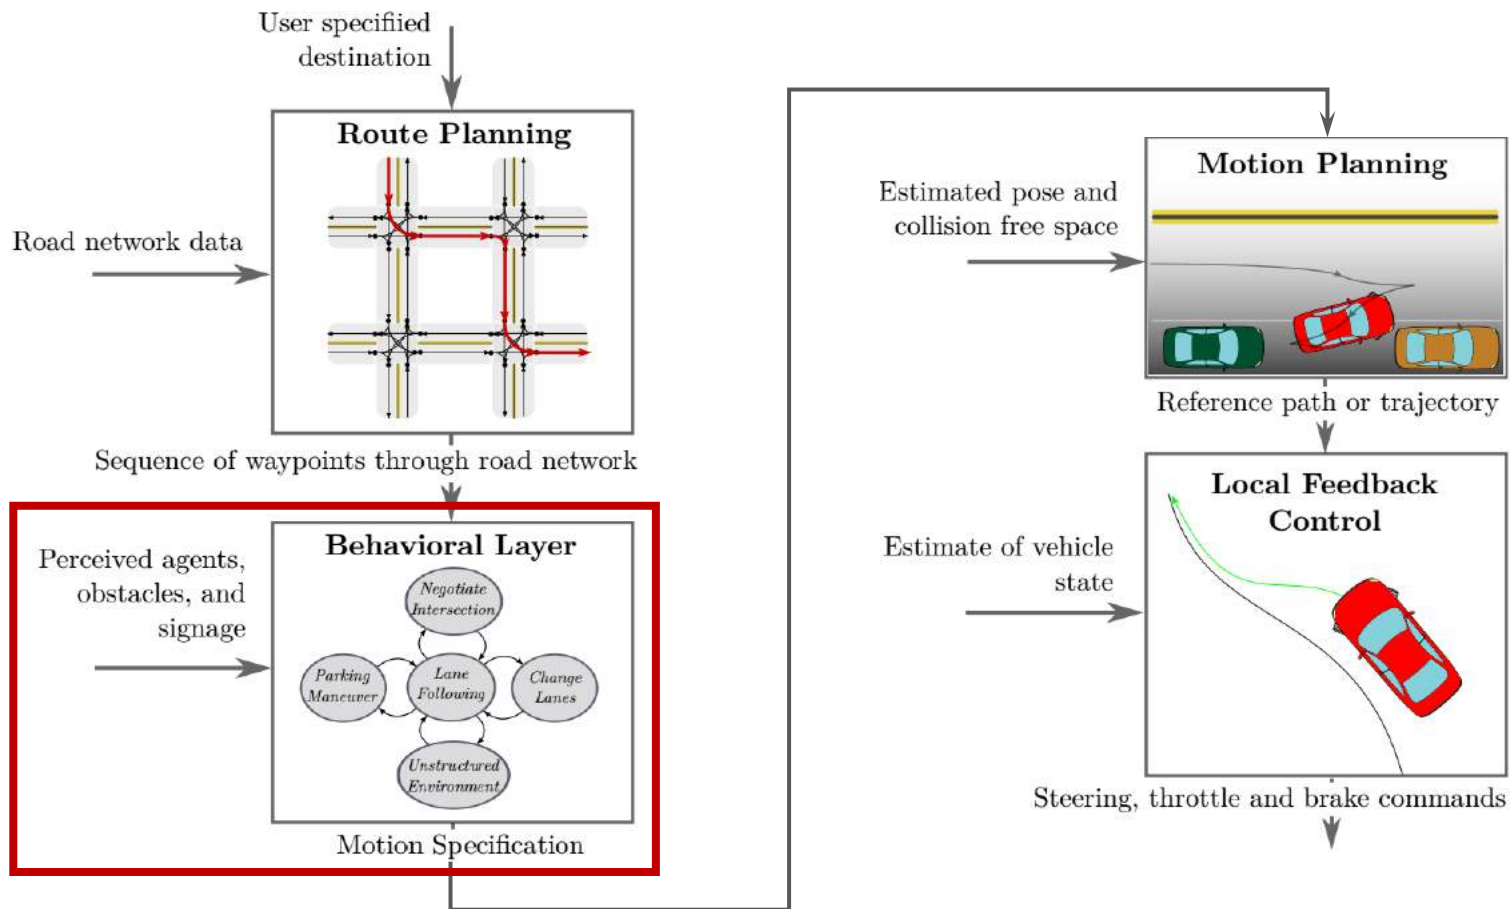 User specifiied
destination
Route Planning
Road network data
Sequence of waypoints through road network
Behavioral Layer
Perceived agents,
obstacles, and
signage
Negotiate
Intersection
Parking
Maneuver
Lane
Following
Change
Lanes
Unstructured
Environment
Motion Specification
Motion Planning
Estimated pose and
collision free space
Reference path or trajectory
Local Feedback
Control
Estimate of vehicle
state
Steering, throttle and brake commands